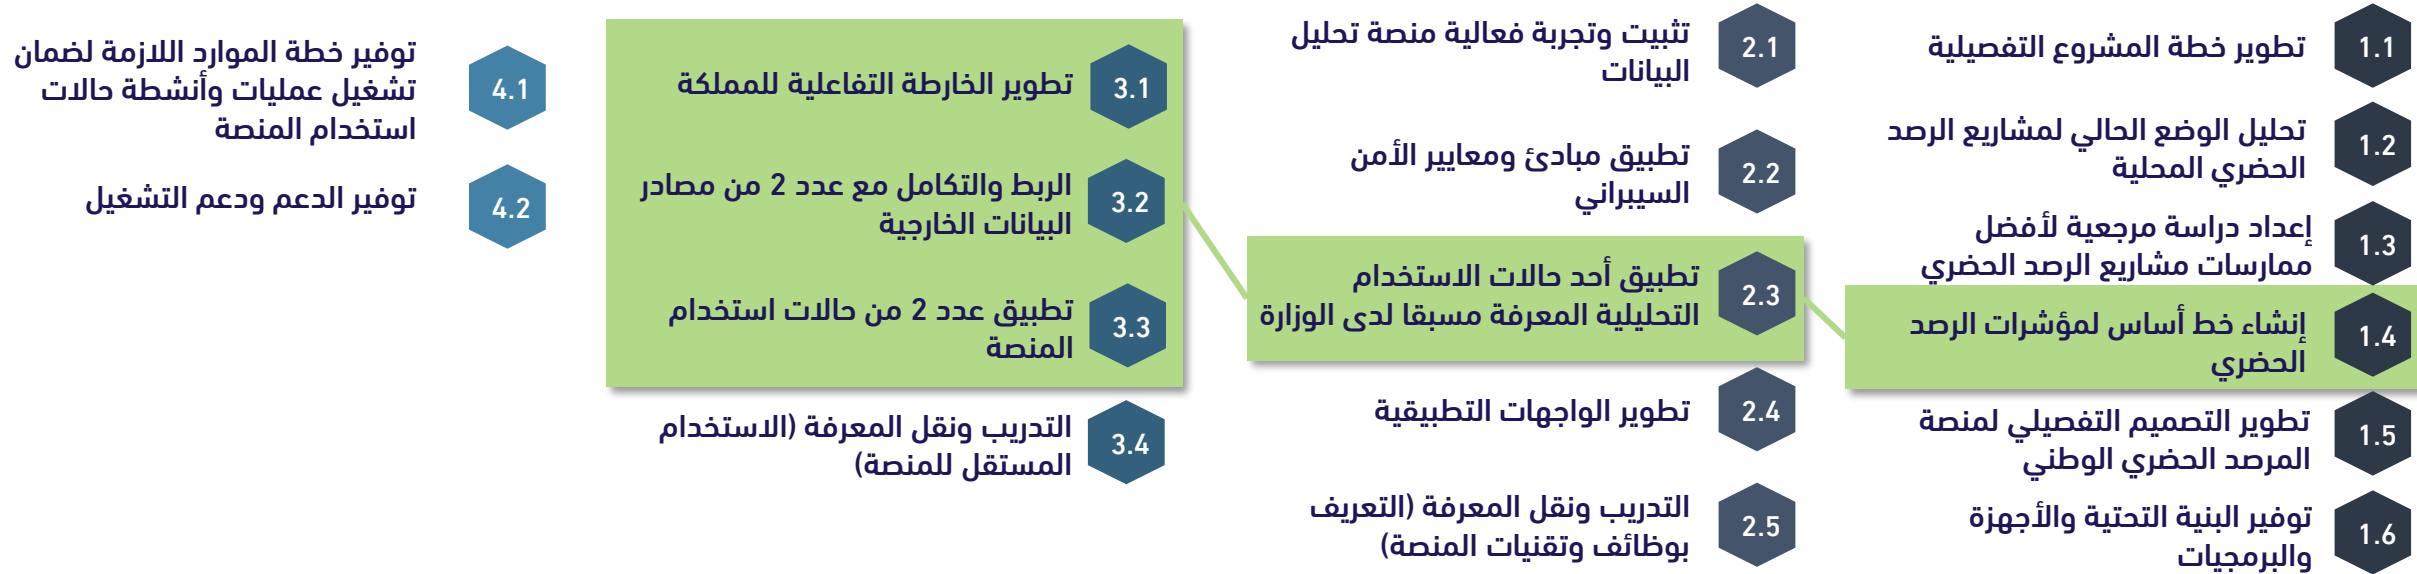 1.1
تطوير خطة المشروع التفصيلية
1.2
تحليل الوضع الحالي لمشاريع الرصد
الحضري المحلية
1.3
إعداد دراسة مرجعية لأفضل
ممارسات مشاريع الرصد الحضري
1.4
إنشاء خط أساس لمؤشرات الرصد
الحضري
1.5
تطوير التصميم التفصيلي لمنصة
المرصد الحضري الوطني
1.6
توفير البنية التحتية والأجهزة
والبرمجيات
2.1
تثبيت وتجربة فعالية منصة تحليل
البيانات
2.2
تطبيق مبادئ ومعايير الأمن
السيبراني
2.3
تطبيق أحد حالات الاستخدام
التحليلية المعرفة مسبقا لدى الوزارة
2.4
تطوير الواجهات التطبيقية
2.5
التدريب ونقل المعرفة (التعريف
بوظائف وتقنيات المنصة)
3.1
تطوير الخارطة التفاعلية للمملكة
3.2
الربط والتكامل مع عدد 2 من مصادر
البيانات الخارجية
3.3
تطبيق عدد 2 من حالات استخدام
المنصة
3.4
التدريب ونقل المعرفة (الاستخدام
المستقل للمنصة)
4.1
توفير خطة الموارد اللازمة لضمان
تشغيل عمليات وأنشطة حالات
استخدام المنصة
4.2
توفير الدعم ودعم التشغيل